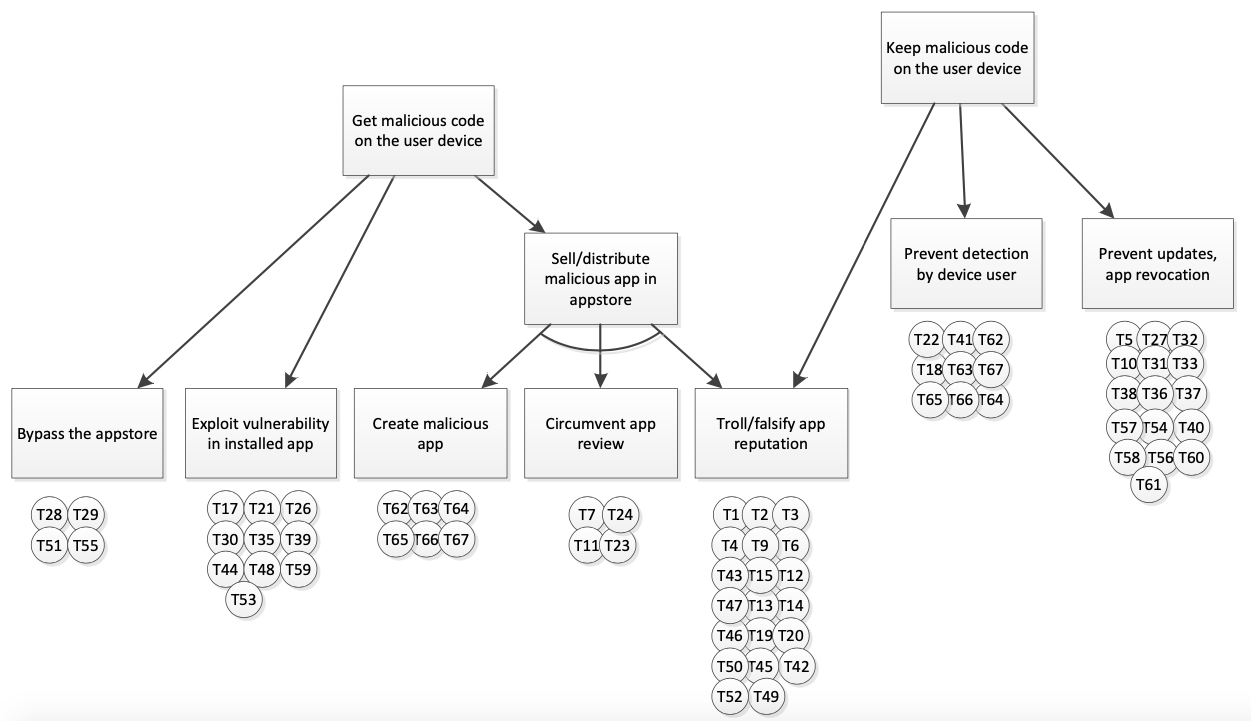 Keep malicious code
on the user device
Get malicious code
on the user device
Sell/distribute
malicious app in
appstore
Prevent detection
by device user
Prevent updates,
app revocation
Bypass the appstore
Exploit vulnerability
in installed app
Create malicious
app
Circumvent app
review
Troll/falsify app
reputation
T22 T41 T62
T18 T63 T67
T65 T66 T64
T5 T27 T32
T10 T31 T33
T38 T36 T37
T57 T54 T40
T58 T56 T60
T61
T28 T29
T51 T55
T17 T21 T26
T30 T35 T39
T44 T48 T59
T53
T62 T63 T64
T65 T66 T67
T7 T24
T11 T23
T1 T2 T3
T4 T9 T6
T43 T15 T12
T47 T13 T14
T46 T19 T20
T50 T45 T42
T52 T49